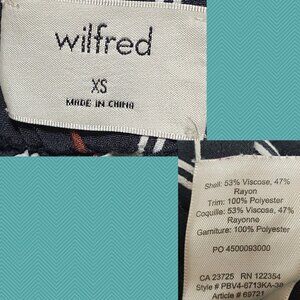 wilfred
XS
MADE IN CHINA
Shell: 53% Viscose, 47%
Rayon
Trim: 100% Polyester
Coquille: 53% Viscose, 47%
Rayonne
Garniture: 100% Polyester
PO 4500093000
CA 23725 RN 122354
Style # PBV4-6713KA-38
Article # 69721